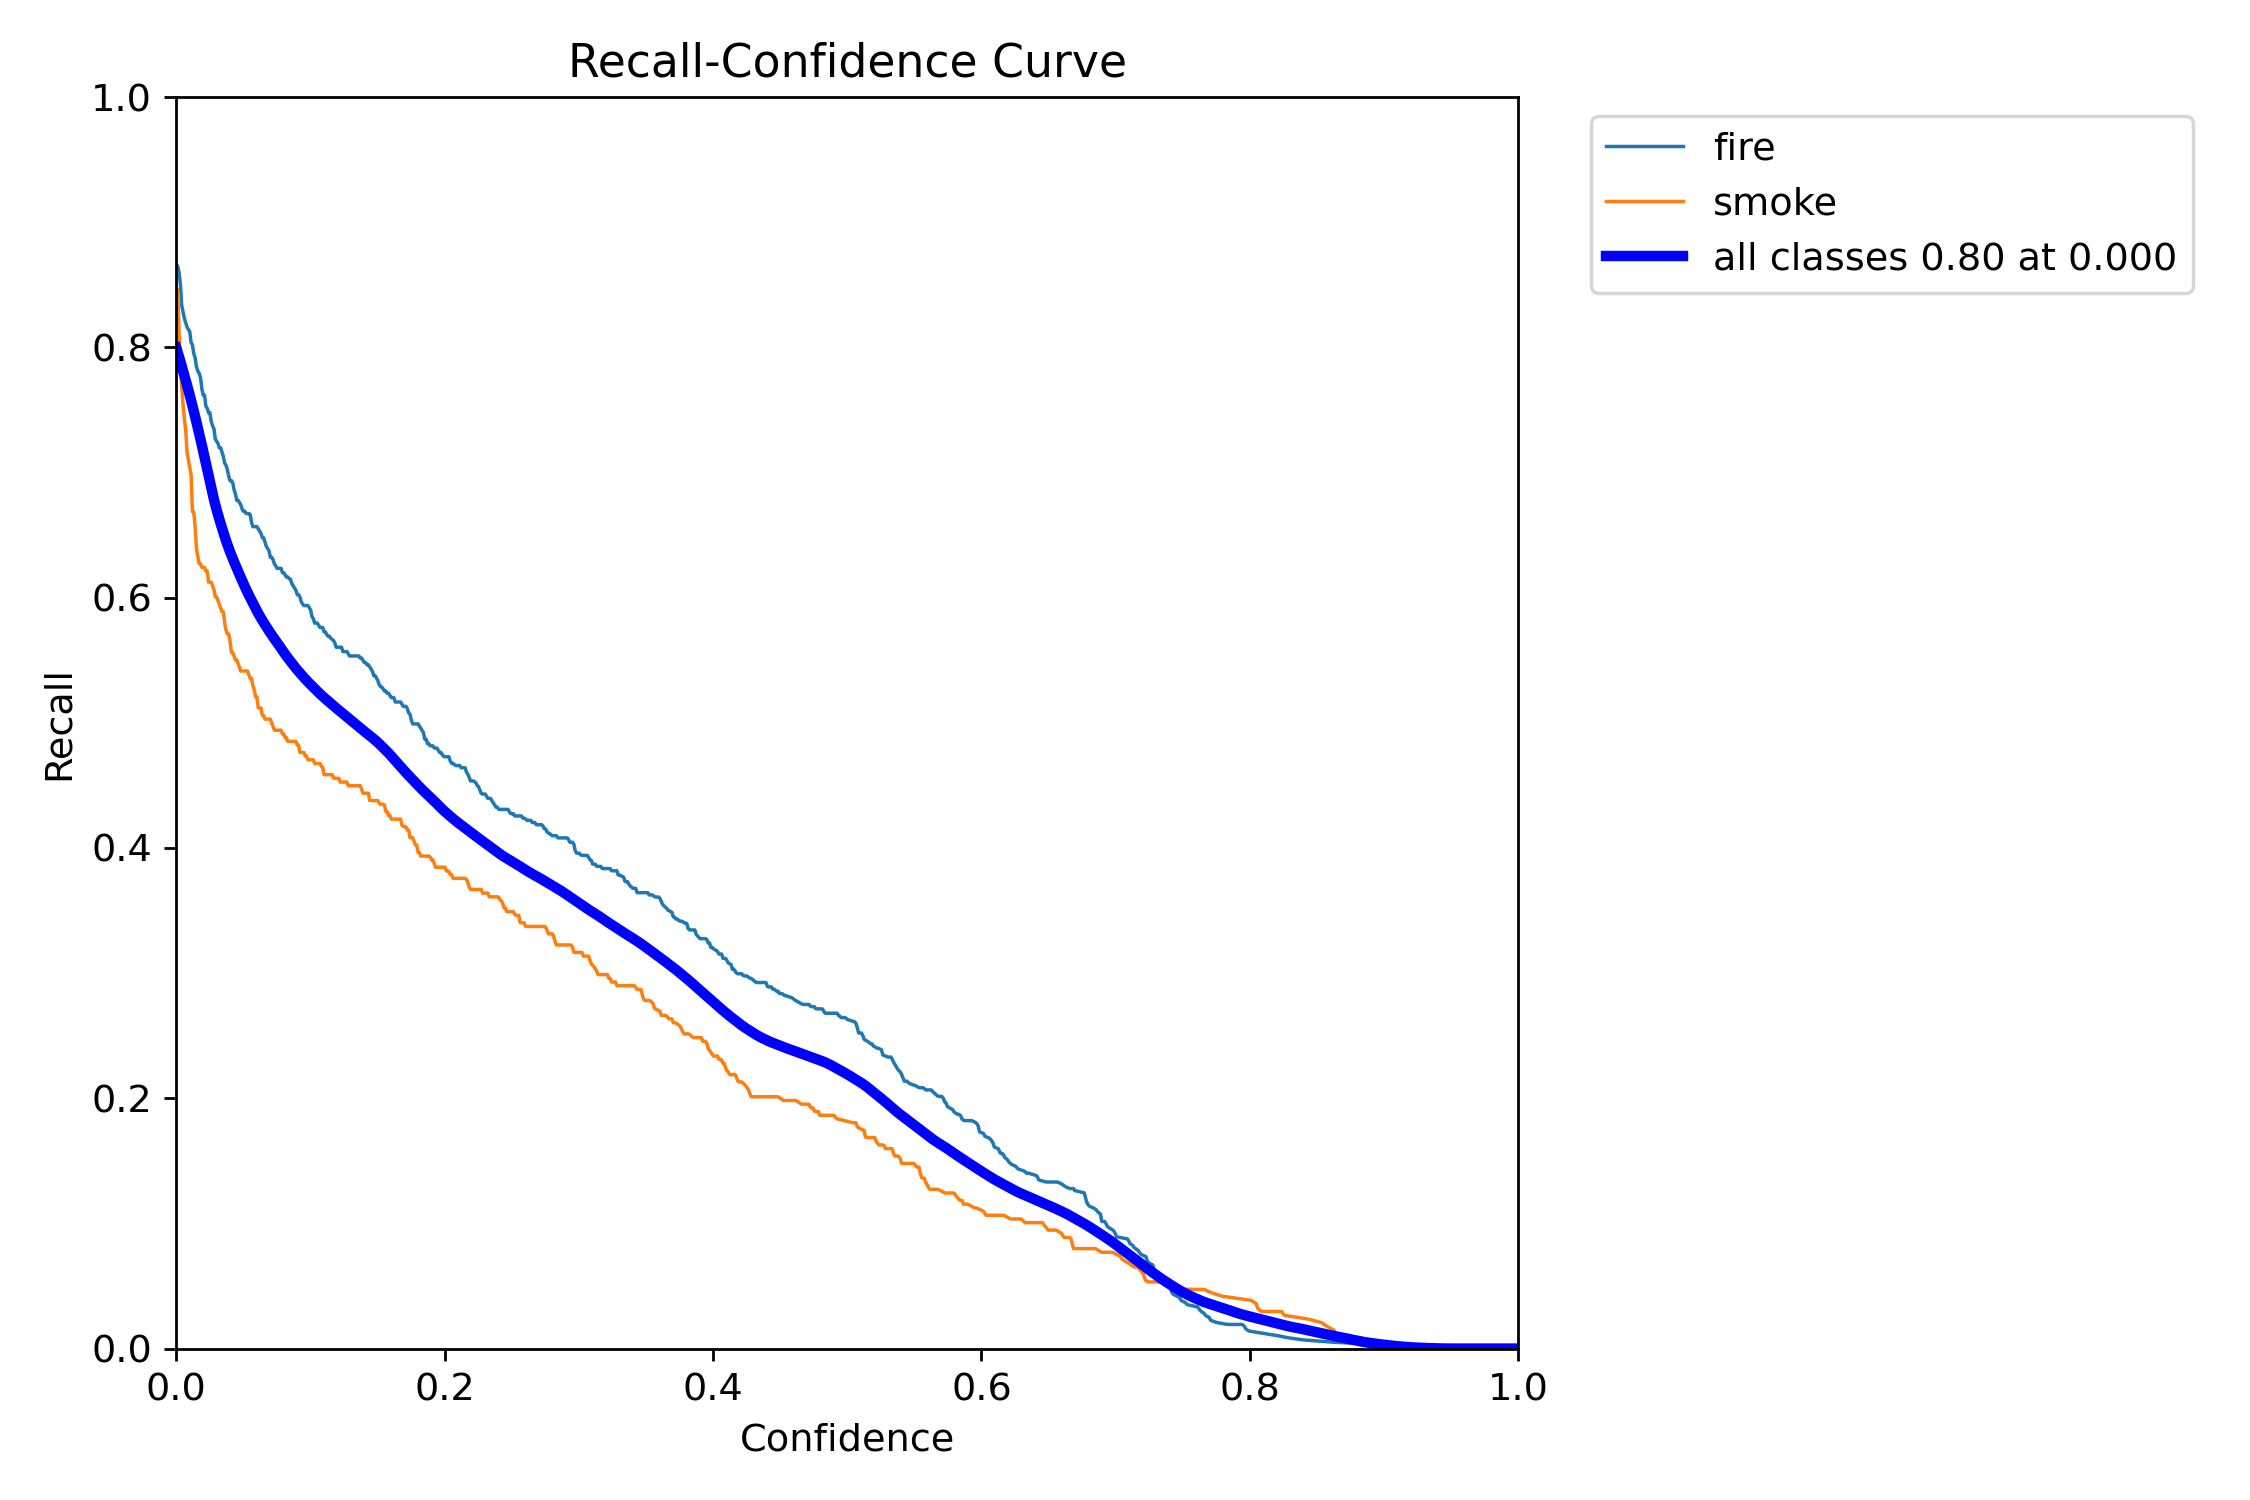 Recall-Confidence Curve
1.0
0.8
0.6
0.4
0.2
0.0
Recall
0.0 0.2 0.4 0.6 0.8 1.0
Confidence
fire
smoke
all classes 0.80 at 0.000